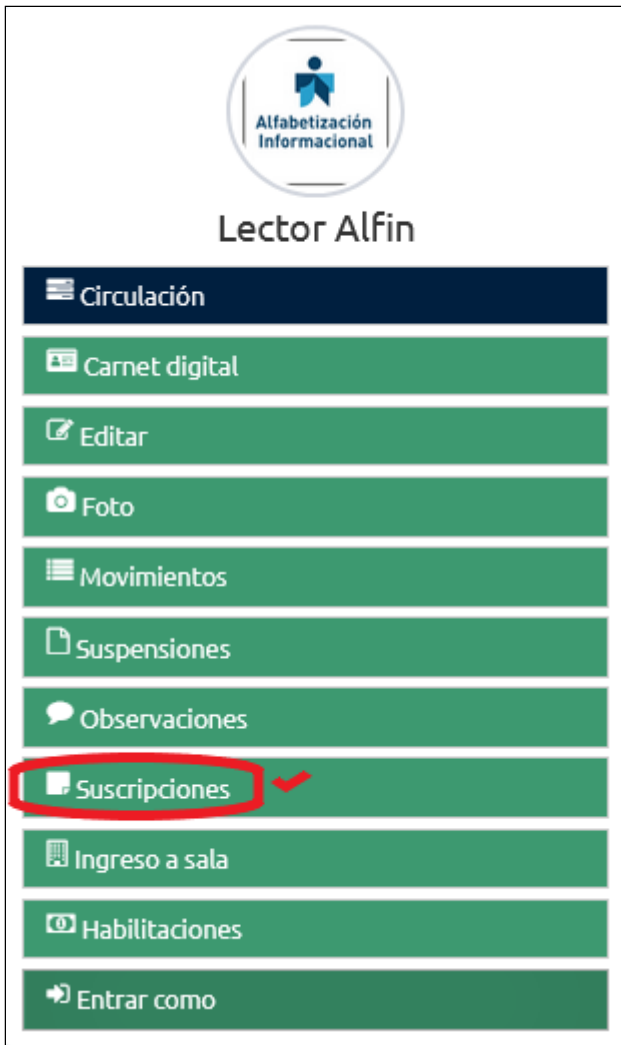 Alfabetización
Informacional
Lector Alfin
Circulación
Carnet digital
Editar
Foto
Movimientos
Suspensiones
Observaciones
Suscripciones
Ingreso a sala
Habilitaciones
Entrar como